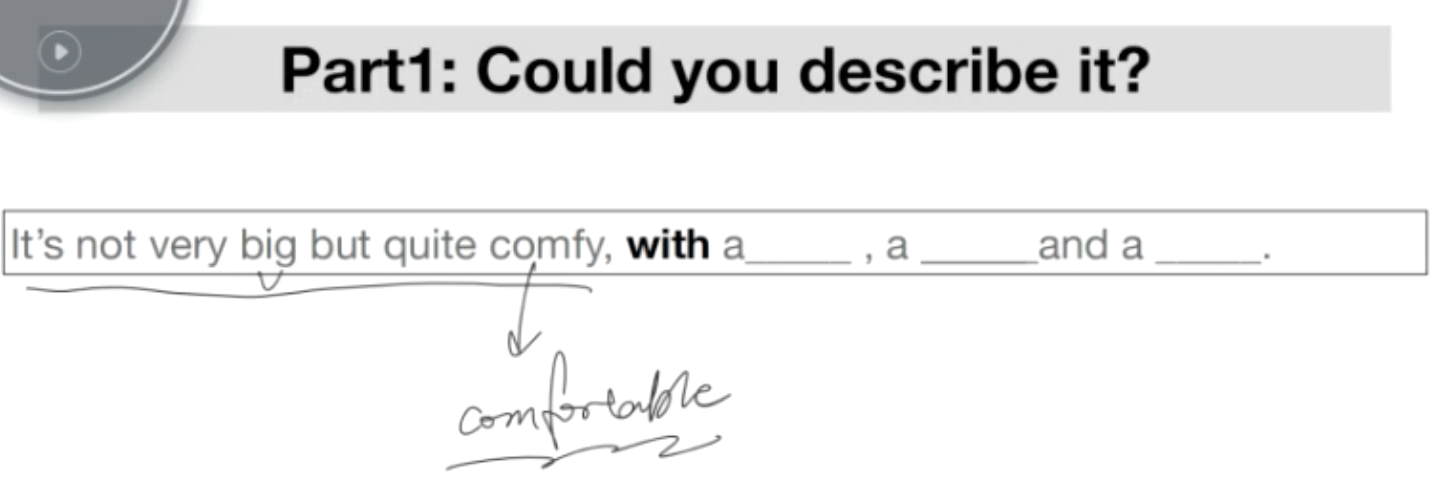 Part1: Could you describe it?
It's not very big but quite comfy, with a_____ , a _____and a _____.
comfortable